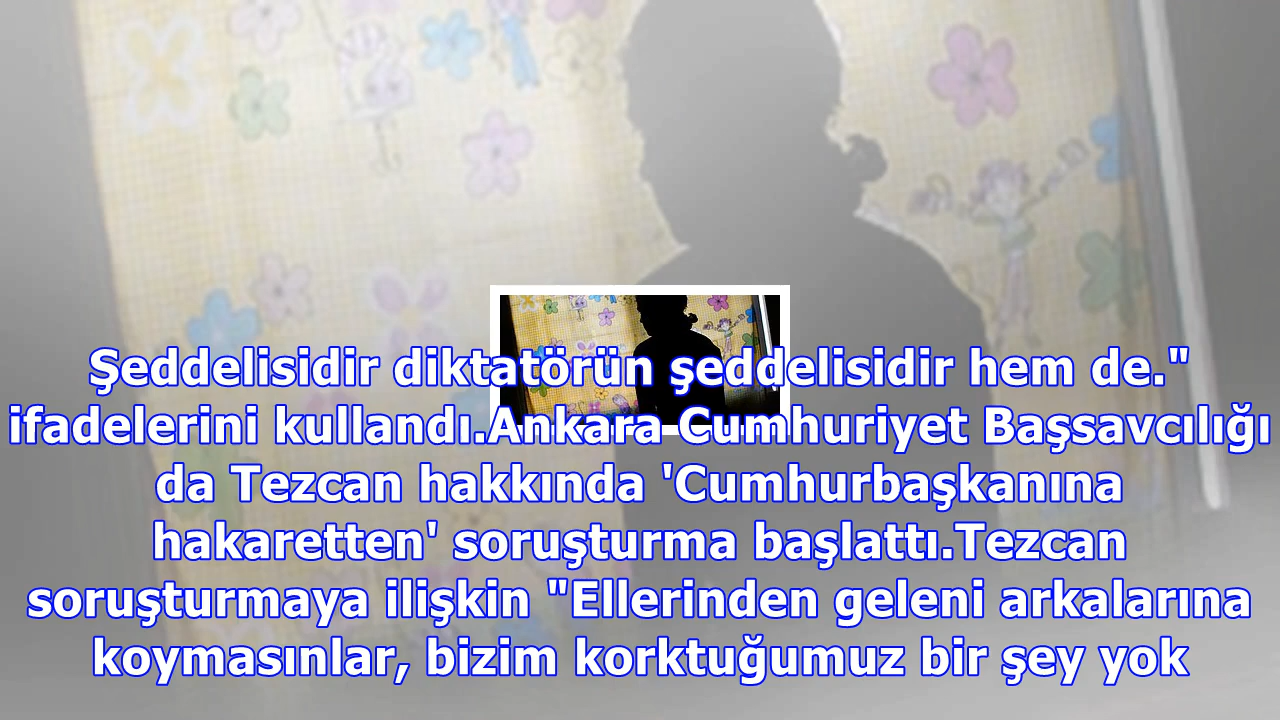 Şeddelisidir diktatörün şeddelisidir hem de."
ifadelerini kullandı.Ankara Cumhuriyet Başsavcılığı
da Tezcan hakkında 'Cumhurbaşkanına
hakaretten' soruşturma başlattı.Tezcan
soruşturmaya ilişkin "Ellerinden geleni arkalarına
koymasınlar, bizim korktuğumuz bir şey yok